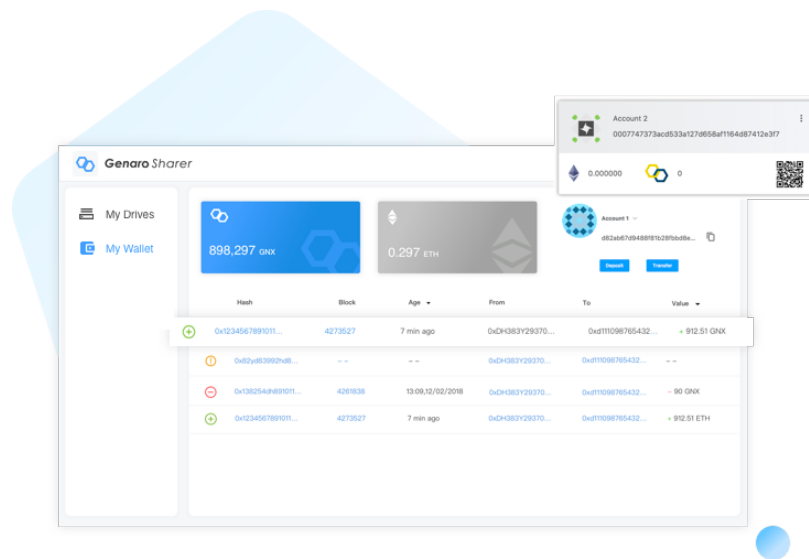 Account 2
0007747373acd533a127d658af1164d87412e3f7
0.000000 0
Genaro Sharer
My Drives
My Wallet
898,297 GNX
0.297 ETH
Account 1
d82ab67d9488f81b28fbbd8e...
Deposit Transfer
Hash Block Age From To Value
0x1234567891011... 4273527 7 min ago 0xDH383Y29370... 0xd111098765432... + 912.51 GNX
0x82yd83992hd8... -- -- 0xDH383Y29370... 0xd111098765432... --
0x138254dh891011... 4261838 13:09,12/02/2018 0xDH383Y29370... 0xd111098765432... - 90 GNX
0x1234567891011... 4273527 7 min ago 0xDH383Y29370... 0xd111098765432... + 912.51 ETH